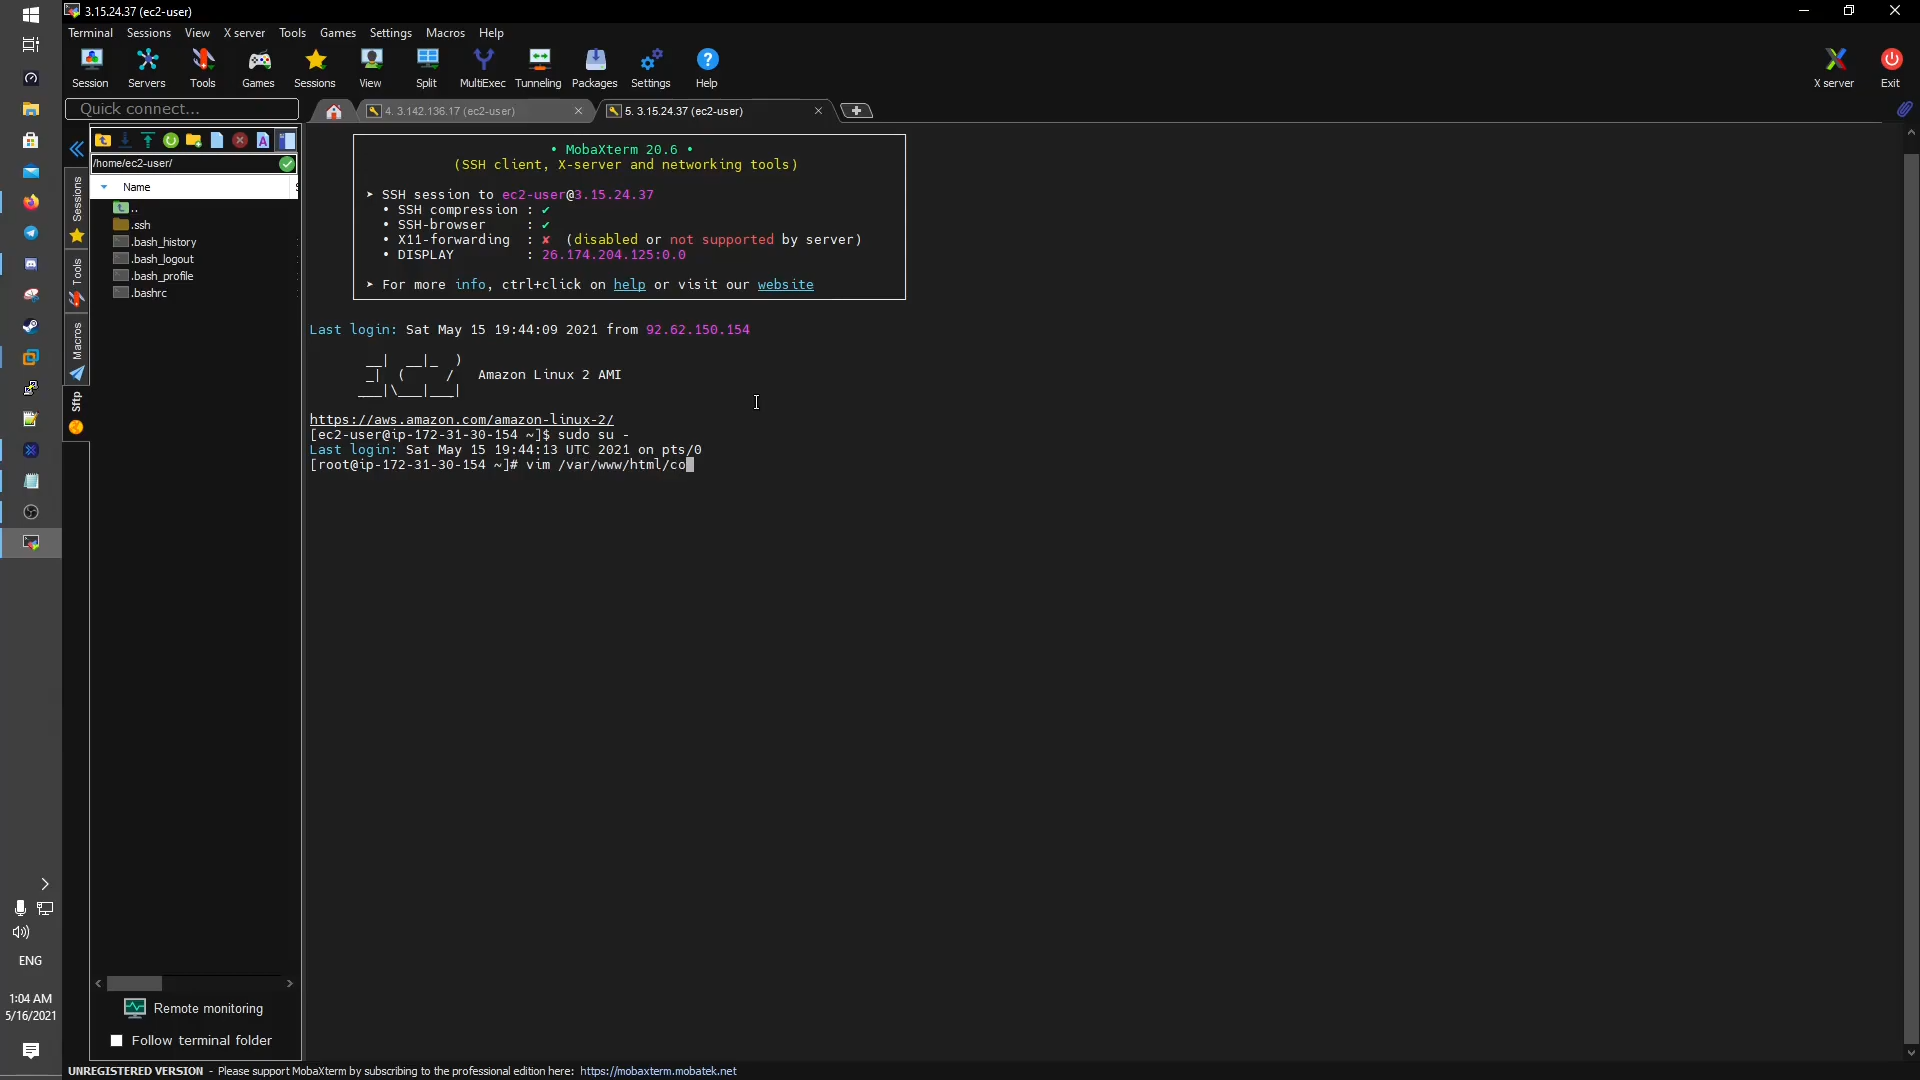 3.15.24.37 (ec2-user)
Terminal Sessions View X server Tools Games Settings Macros Help
Session Servers Tools Games Sessions View Split MultiExec Tunneling Packages Settings Help X server Exit
Quick connect...
4. 3.142.136.17 (ec2-user)
5. 3.15.24.37 (ec2-user)
/home/ec2-user/
Name
..
.ssh
.bash_history
.bash_logout
.bash_profile
.bashrc
Sessions
Tools
Macros
Sftp
• MobaXterm 20.6 •
(SSH client, X-server and networking tools)
➤ SSH session to ec2-user@3.15.24.37
• SSH compression : ✔
• SSH-browser : ✔
• X11-forwarding : ✘ (disabled or not supported by server)
• DISPLAY : 26.174.204.125:0.0
➤ For more info, ctrl+click on help or visit our website
Last login: Sat May 15 19:44:09 2021 from 92.62.150.154
__|  __|_  )
_|  (     /   Amazon Linux 2 AMI
___|\___|___|
https://aws.amazon.com/amazon-linux-2/
[ec2-user@ip-172-31-30-154 ~]$ sudo su -
Last login: Sat May 15 19:44:13 UTC 2021 on pts/0
[root@ip-172-31-30-154 ~]# vim /var/www/html/co
Remote monitoring
Follow terminal folder
ENG
1:04 AM
5/16/2021
UNREGISTERED VERSION - Please support MobaXterm by subscribing to the professional edition here: https://mobaxterm.mobatek.net